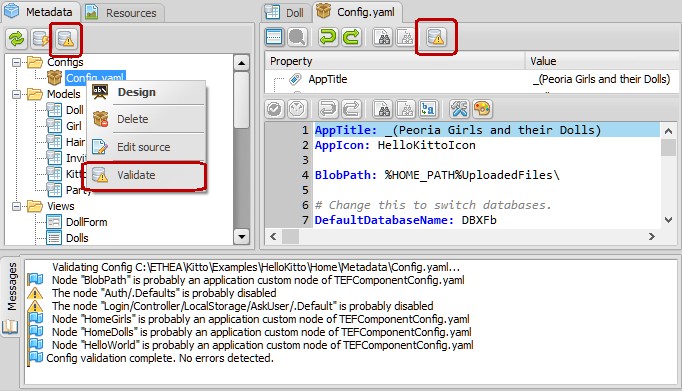 Metadata
Resources
Configs
Config.yaml
Models
Doll
Girl
Hair
Invi
Kitto
Party
Views
DollForm
Dolls
Design
Delete
Edit source
Validate
Doll
Config.yaml
Property Value
AppTitle _(Peoria Girls and their Dolls)
1 AppTitle: _(Peoria Girls and their Dolls)
2 AppIcon: HelloKittoIcon
3
4 BlobPath: %HOME_PATH%UploadedFiles\
5
6 # Change this to switch databases.
7 DefaultDatabaseName: DBXFb
Messages
Validating Config C:\ETHEA\Kitto\Examples\HelloKitto\Home\Metadata\Config.yaml...
Node "BlobPath" is probably an application custom node of TEFComponentConfig.yaml
The node "Auth/.Defaults" is probably disabled
The node "Login/Controller/LocalStorage/AskUser/.Default" is probably disabled
Node "HomeGirls" is probably an application custom node of TEFComponentConfig.yaml
Node "HomeDolls" is probably an application custom node of TEFComponentConfig.yaml
Node "HelloWorld" is probably an application custom node of TEFComponentConfig.yaml
Config validation complete. No errors detected.